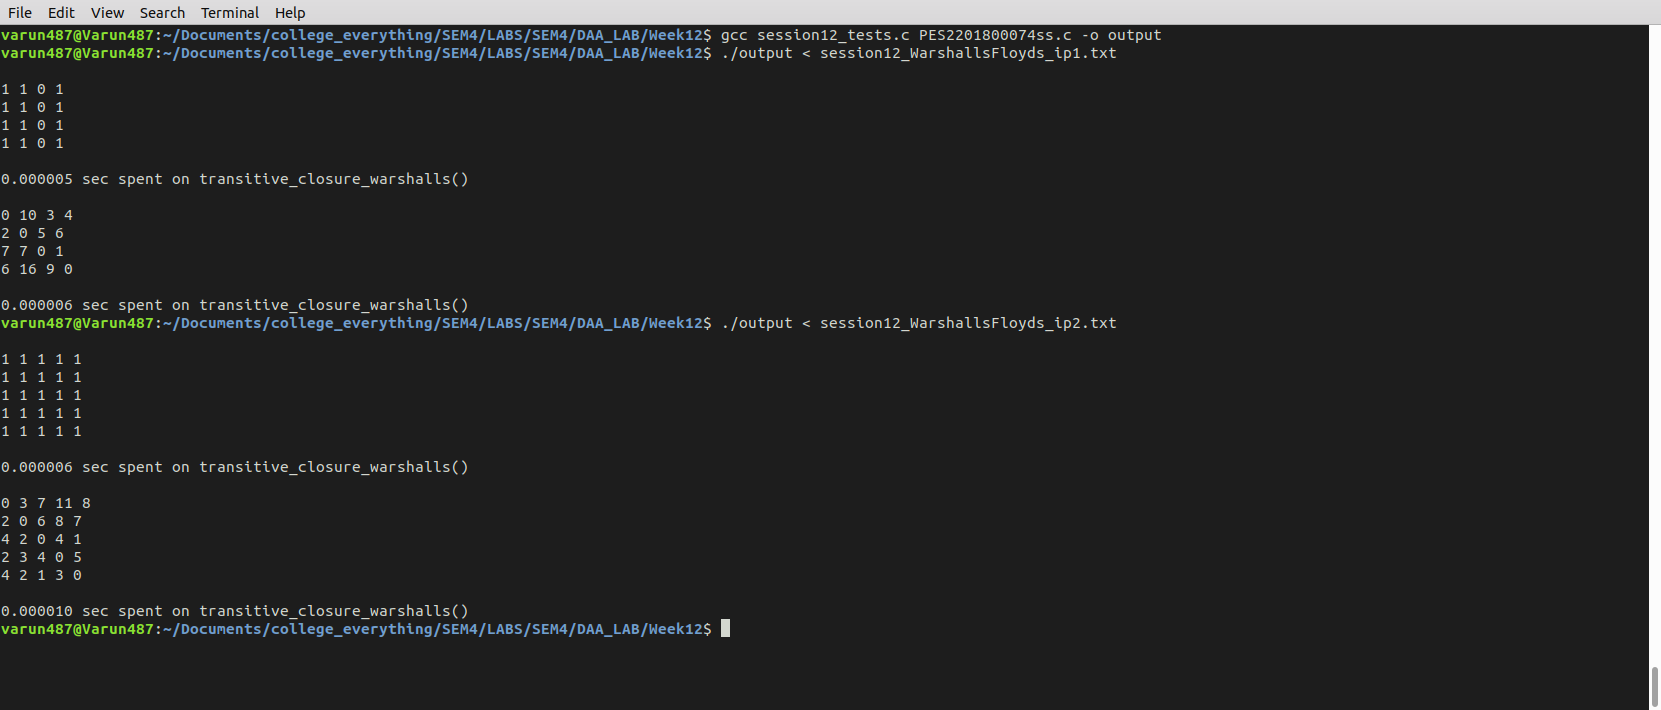 File Edit View Search Terminal Help
varun487@Varun487:~/Documents/college_everything/SEM4/LABS/SEM4/DAA_LAB/Week12$ gcc session12_tests.c PES2201800074ss.c -o output
varun487@Varun487:~/Documents/college_everything/SEM4/LABS/SEM4/DAA_LAB/Week12$ ./output < session12_WarshallsFloyds_ip1.txt
1 1 0 1
1 1 0 1
1 1 0 1
1 1 0 1
0.000005 sec spent on transitive_closure_warshalls()
0 10 3 4
2 0 5 6
7 7 0 1
6 16 9 0
0.000006 sec spent on transitive_closure_warshalls()
varun487@Varun487:~/Documents/college_everything/SEM4/LABS/SEM4/DAA_LAB/Week12$ ./output < session12_WarshallsFloyds_ip2.txt
1 1 1 1 1
1 1 1 1 1
1 1 1 1 1
1 1 1 1 1
1 1 1 1 1
0.000006 sec spent on transitive_closure_warshalls()
0 3 7 11 8
2 0 6 8 7
4 2 0 4 1
2 3 4 0 5
4 2 1 3 0
0.000010 sec spent on transitive_closure_warshalls()
varun487@Varun487:~/Documents/college_everything/SEM4/LABS/SEM4/DAA_LAB/Week12$